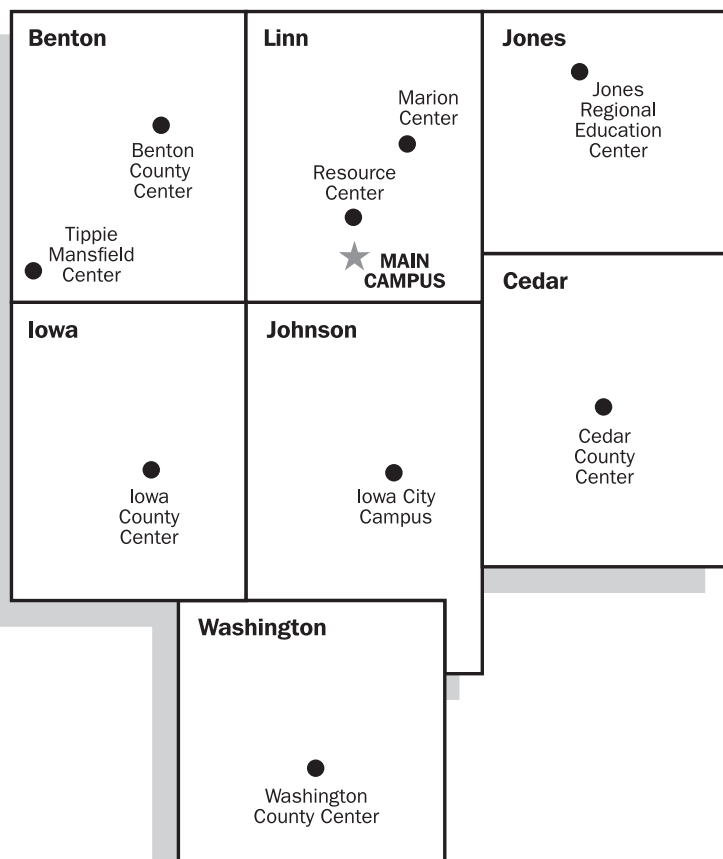 Benton
Linn
Jones
Jones
Regional
Education
Center
Marion
Center
Benton
County
Center
Resource
Center
Tippie
Mansfield
Center
MAIN
CAMPUS
Cedar
Iowa
Johnson
Cedar
County
Center
Iowa
County
Center
Iowa City
Campus
Washington
Washington
County Center